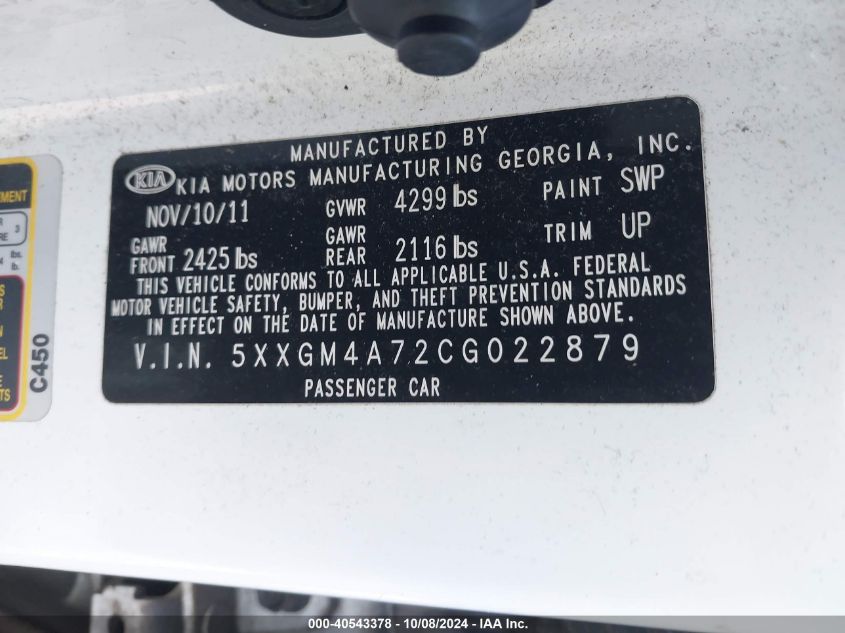 MANUFACTURED BY
KIA KIA MOTORS MANUFACTURING GEORGIA, INC.
NOV/10/11 GVWR 4299 lbs PAINT SWP
GAWR FRONT 2425 lbs GAWR REAR 2116 lbs TRIM UP
THIS VEHICLE CONFORMS TO ALL APPLICABLE U.S.A. FEDERAL
MOTOR VEHICLE SAFETY, BUMPER, AND THEFT PREVENTION STANDARDS
IN EFFECT ON THE DATE OF MANUFACTURE SHOWN ABOVE.
V.I.N. 5XXGM4A72CG022879
PASSENGER CAR
C450
000-40543378 - 10/08/2024 - IAA Inc.